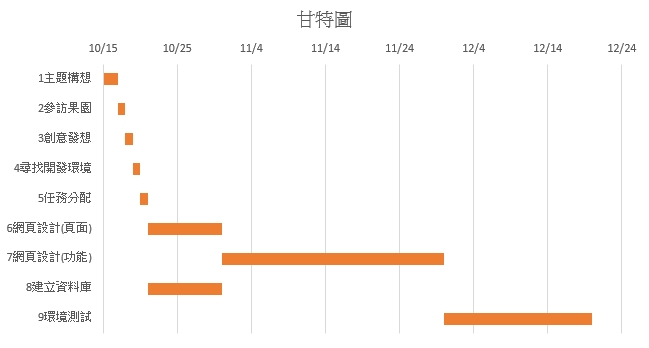 甘特圖
10/15 10/25 11/4 11/14 11/24 12/4 12/14 12/24
1主題構想
2參訪果園
3創意發想
4尋找開發環境
5任務分配
6網頁設計(頁面)
7網頁設計(功能)
8建立資料庫
9環境測試